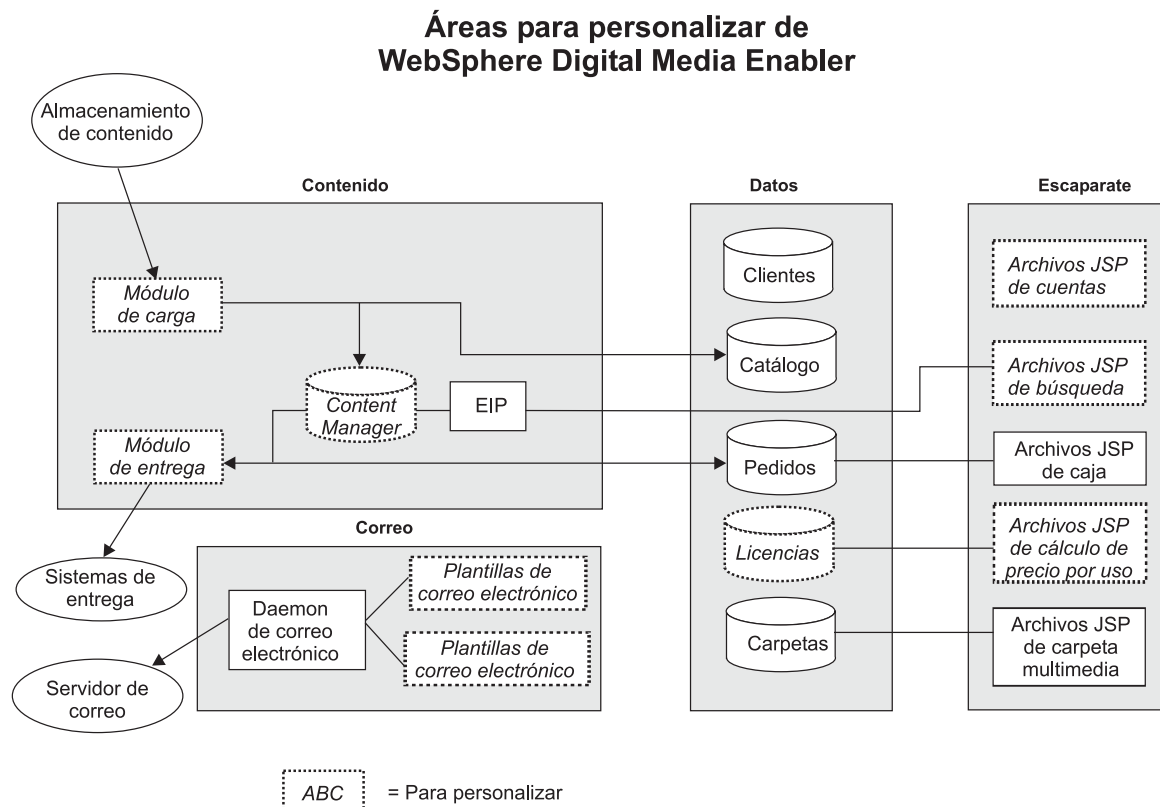 Áreas para personalizar de
WebSphere Digital Media Enabler
Almacenamiento
de contenido
Contenido
Módulo
de carga
Content
Manager
EIP
Módulo
de entrega
Sistemas de
entrega
Correo
Daemon
de correo
electrónico
Plantillas de
correo electrónico
Plantillas de
correo electrónico
Servidor de
correo
Datos
Clientes
Catálogo
Pedidos
Licencias
Carpetas
Escaparate
Archivos JSP
de cuentas
Archivos JSP
de búsqueda
Archivos JSP
de caja
Archivos JSP
de cálculo de
precio por uso
Archivos JSP
de carpeta
multimedia
ABC = Para personalizar